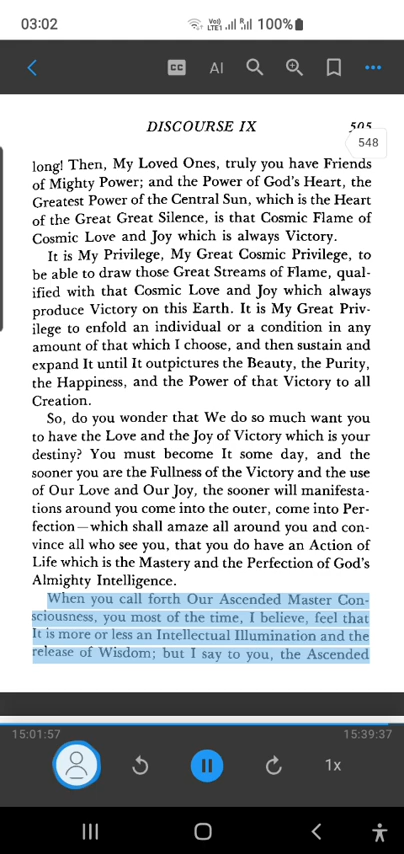 03:02
Vo)) LTE1 R 100%
CC AI
DISCOURSE IX 505
548
long! Then, My Loved Ones, truly you have Friends
of Mighty Power; and the Power of God's Heart, the
Greatest Power of the Central Sun, which is the Heart
of the Great Great Silence, is that Cosmic Flame of
Cosmic Love and Joy which is always Victory.
It is My Privilege, My Great Cosmic Privilege, to
be able to draw those Great Streams of Flame, qual-
ified with that Cosmic Love and Joy which always
produce Victory on this Earth. It is My Great Priv-
ilege to enfold an individual or a condition in any
amount of that which I choose, and then sustain and
expand It until It outpictures the Beauty, the Purity,
the Happiness, and the Power of that Victory to all
Creation.
So, do you wonder that We do so much want you
to have the Love and the Joy of Victory which is your
destiny? You must become It some day, and the
sooner you are the Fullness of the Victory and the use
of Our Love and Our Joy, the sooner will manifesta-
tions around you come into the outer, come into Per-
fection—which shall amaze all around you and con-
vince all who see you, that you do have an Action of
Life which is the Mastery and the Perfection of God's
Almighty Intelligence.
When you call forth Our Ascended Master Con-
sciousness, you most of the time, I believe, feel that
It is more or less an Intellectual Illumination and the
release of Wisdom; but I say to you, the Ascended
15:01:57 15:39:37
1x